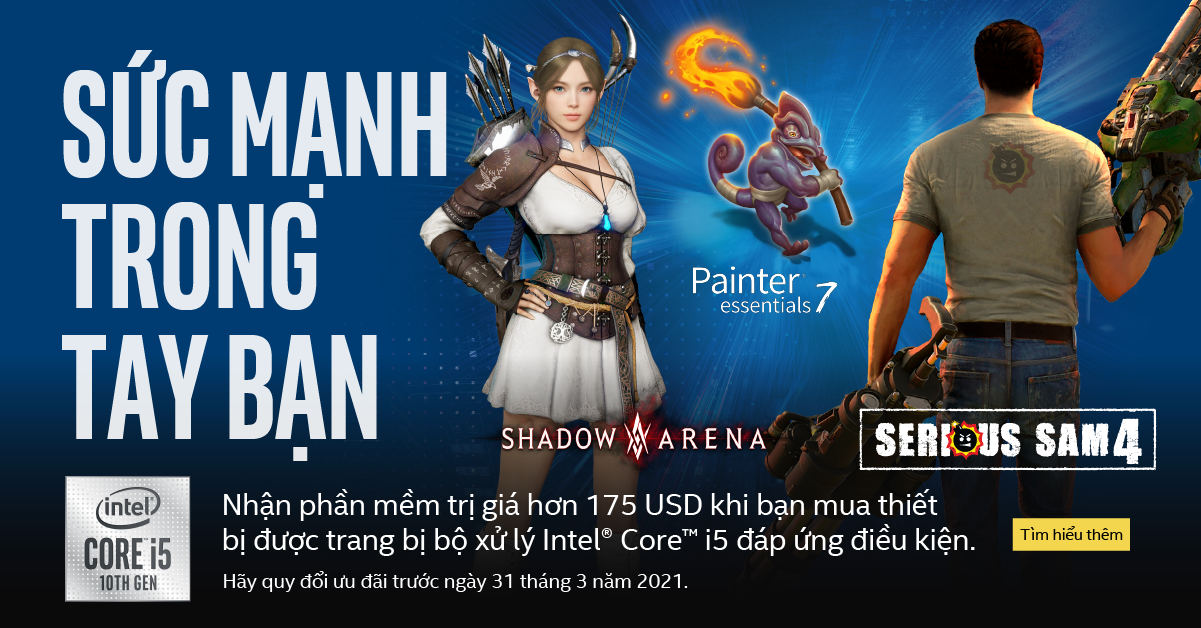 SỨC MẠNH
TRONG
TAY BẠN
Painter
essentials 7
SHADOW ARENA
SERIOUS SAM 4
intel®
CORE i5
10TH GEN
Nhận phần mềm trị giá hơn 175 USD khi bạn mua thiết
bị được trang bị bộ xử lý Intel® Core™ i5 đáp ứng điều kiện.
Hãy quy đổi ưu đãi trước ngày 31 tháng 3 năm 2021.
Tìm hiểu thêm